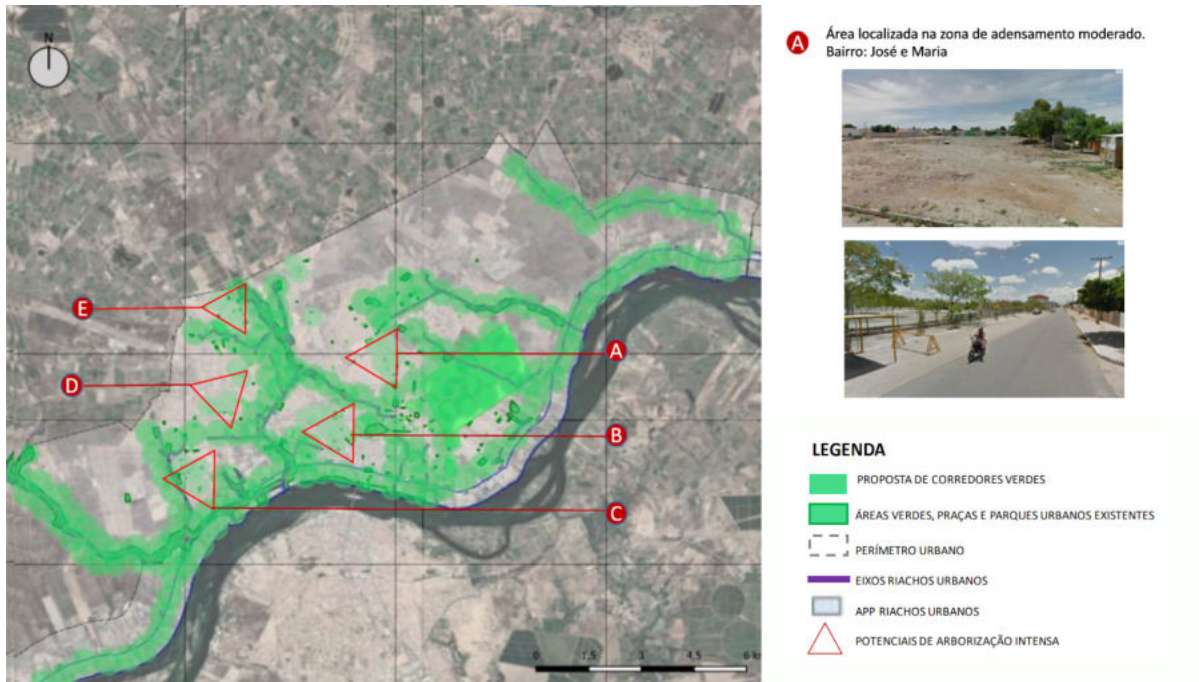 N
E
D
A
B
C
0 1,5 3 4,5 6 km
A
Área localizada na zona de adensamento moderado.
Bairro: José e Maria
LEGENDA
PROPOSTA DE CORREDORES VERDES
ÁREAS VERDES, PRAÇAS E PARQUES URBANOS EXISTENTES
PERÍMETRO URBANO
EIXOS RIACHOS URBANOS
APP RIACHOS URBANOS
POTENCIAIS DE ARBORIZAÇÃO INTENSA